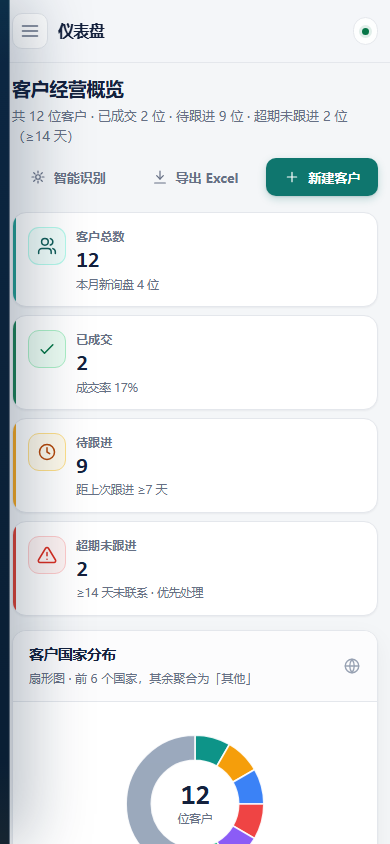 仪表盘
客户经营概览
共 12 位客户 · 已成交 2 位 · 待跟进 9 位 · 超期未跟进 2 位
（≥14 天）
智能识别
导出 Excel
新建客户
客户总数
12
本月新询盘 4 位
已成交
2
成交率 17%
待跟进
9
距上次跟进 ≥7 天
超期未跟进
2
≥14 天未联系 · 优先处理
客户国家分布
扇形图 · 前 6 个国家，其余聚合为「其他」
12
位客户